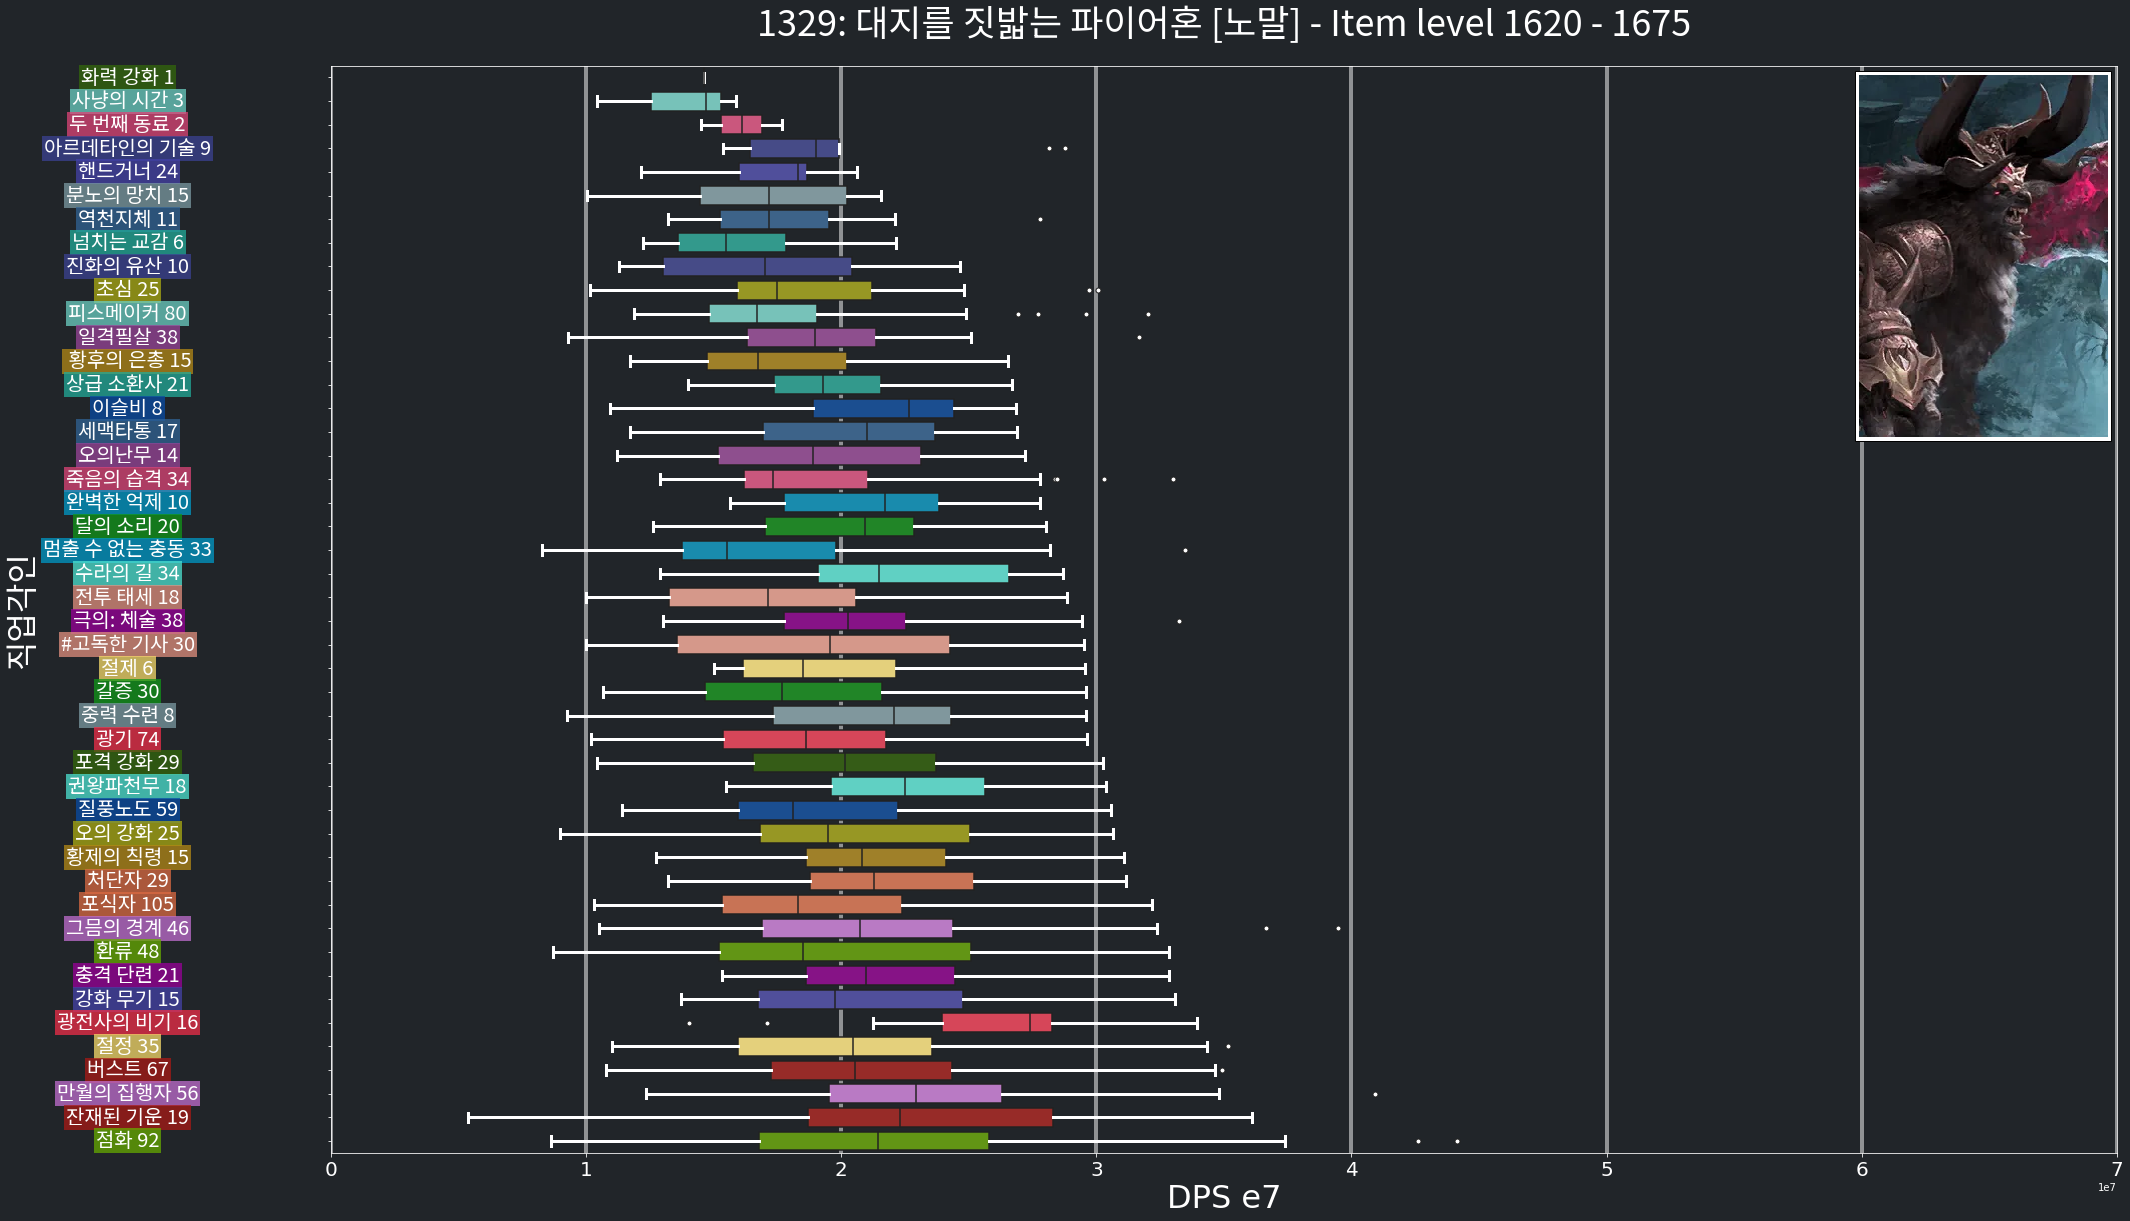 1329: 대지를 짓밟는 파이어혼 [노말] - Item level 1620 - 1675
화력 강화 1
사냥의 시간 3
두 번째 동료 2
아르데타인의 기술 9
핸드거너 24
분노의 망치 15
역천지체 11
넘치는 교감 6
진화의 유산 10
초심 25
피스메이커 80
일격필살 38
황후의 은총 15
상급 소환사 21
이슬비 8
세맥타통 17
오의난무 14
죽음의 습격 34
완벽한 억제 10
달의 소리 20
멈출 수 없는 충동 33
수라의 길 34
전투 태세 18
극의: 체술 38
#고독한 기사 30
절제 6
갈증 30
중력 수련 8
광기 74
포격 강화 29
권왕파천무 18
질풍노도 59
오의 강화 25
황제의 칙령 15
처단자 29
포식자 105
그믐의 경계 46
환류 48
충격 단련 21
강화 무기 15
광전사의 비기 16
절정 35
버스트 67
만월의 집행자 56
잔재된 기운 19
점화 92
직업각인
0 1 2 3 4 5 6 7
1e7
DPS e7